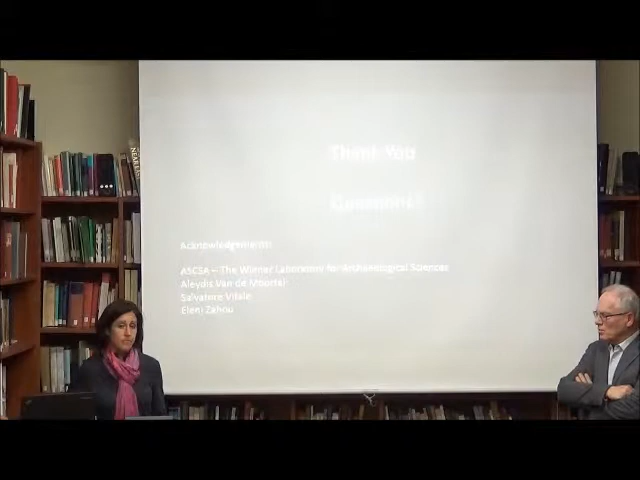 Thank You
Questions?
Acknowledgements:
ASCSA – The Wiener Laboratory for Archaeological Sciences
Aleydis Van de Moortel
Salvatore Vitale
Eleni Zahou